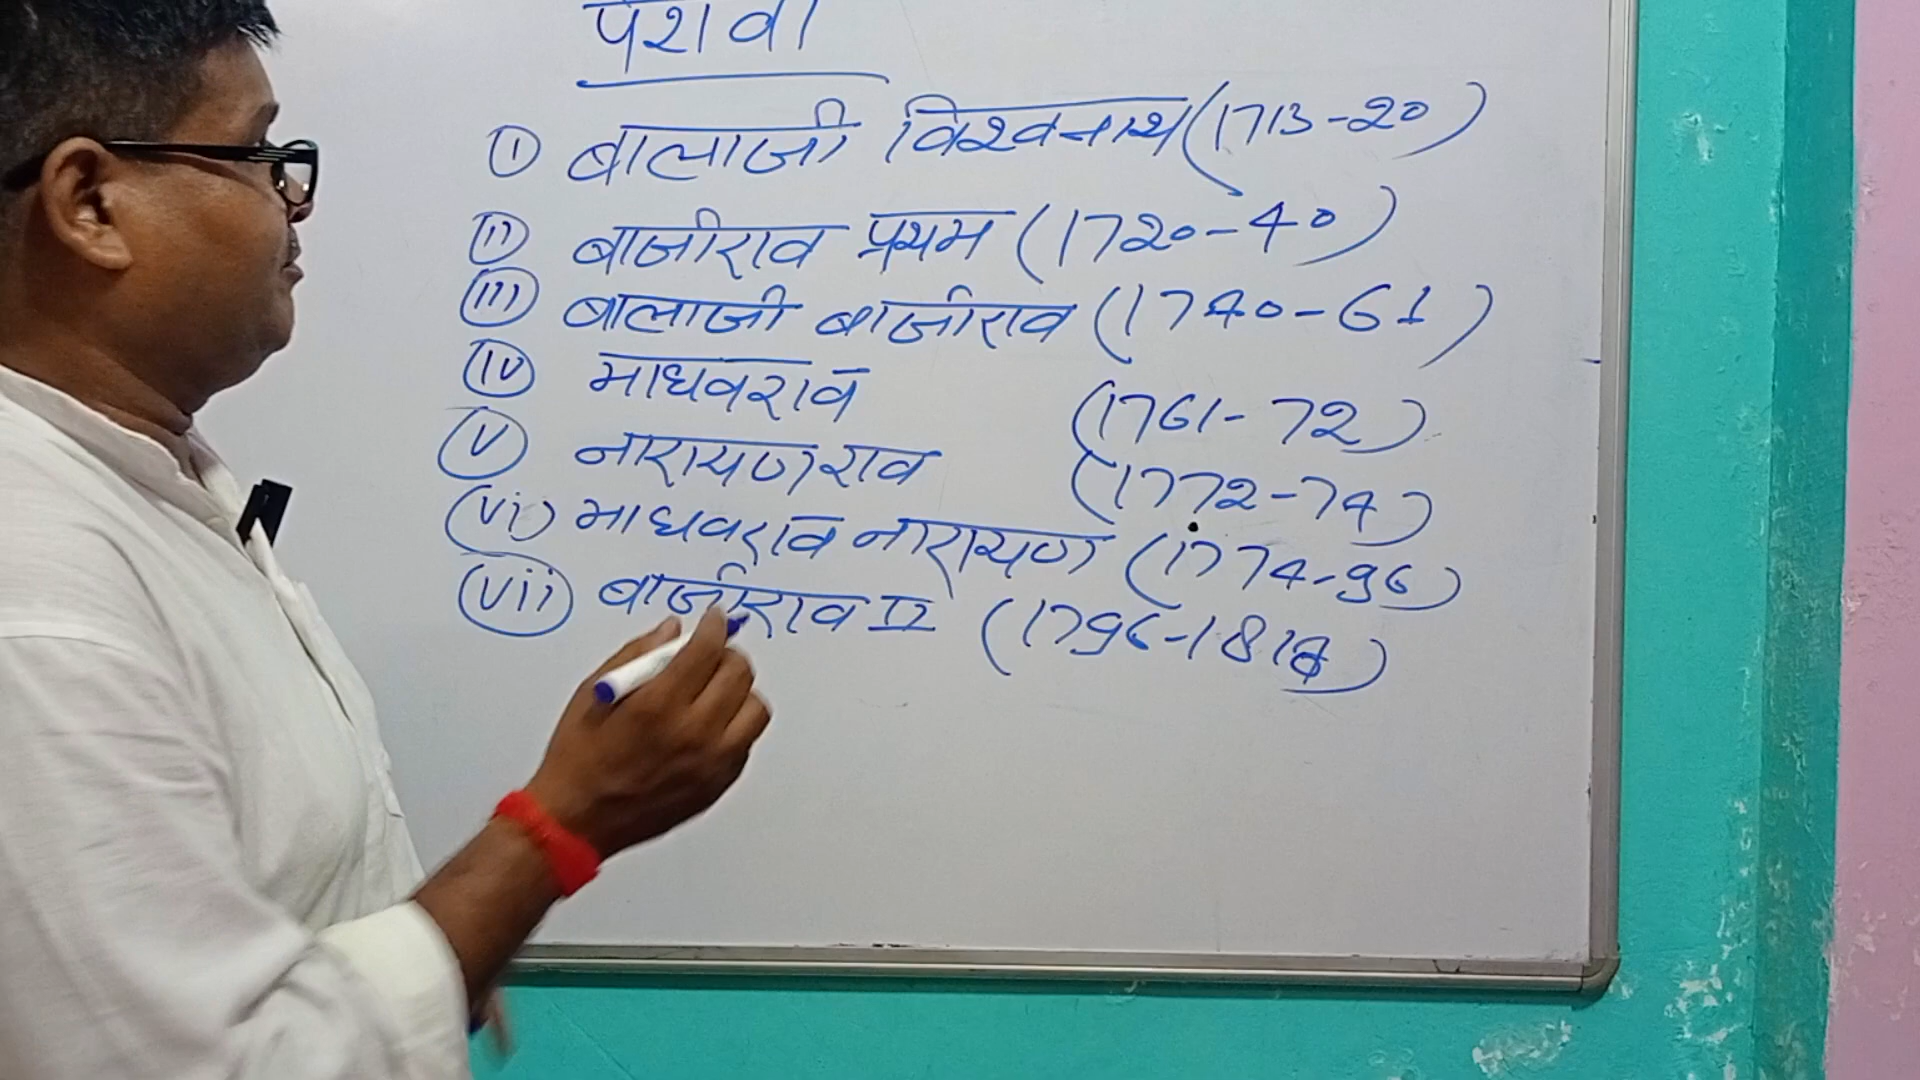 पेशवा
(i) बालाजी विश्वनाथ (1713-20)
(ii) बाजीराव प्रथम (1720-40)
(iii) बालाजी बाजीराव (1740-61)
(iv) माधवराव (1761-72)
(v) नारायण राव (1772-74)
(vi) माधवराव नारायण (1774-96)
(vii) बाजीराव II (1796-1818)